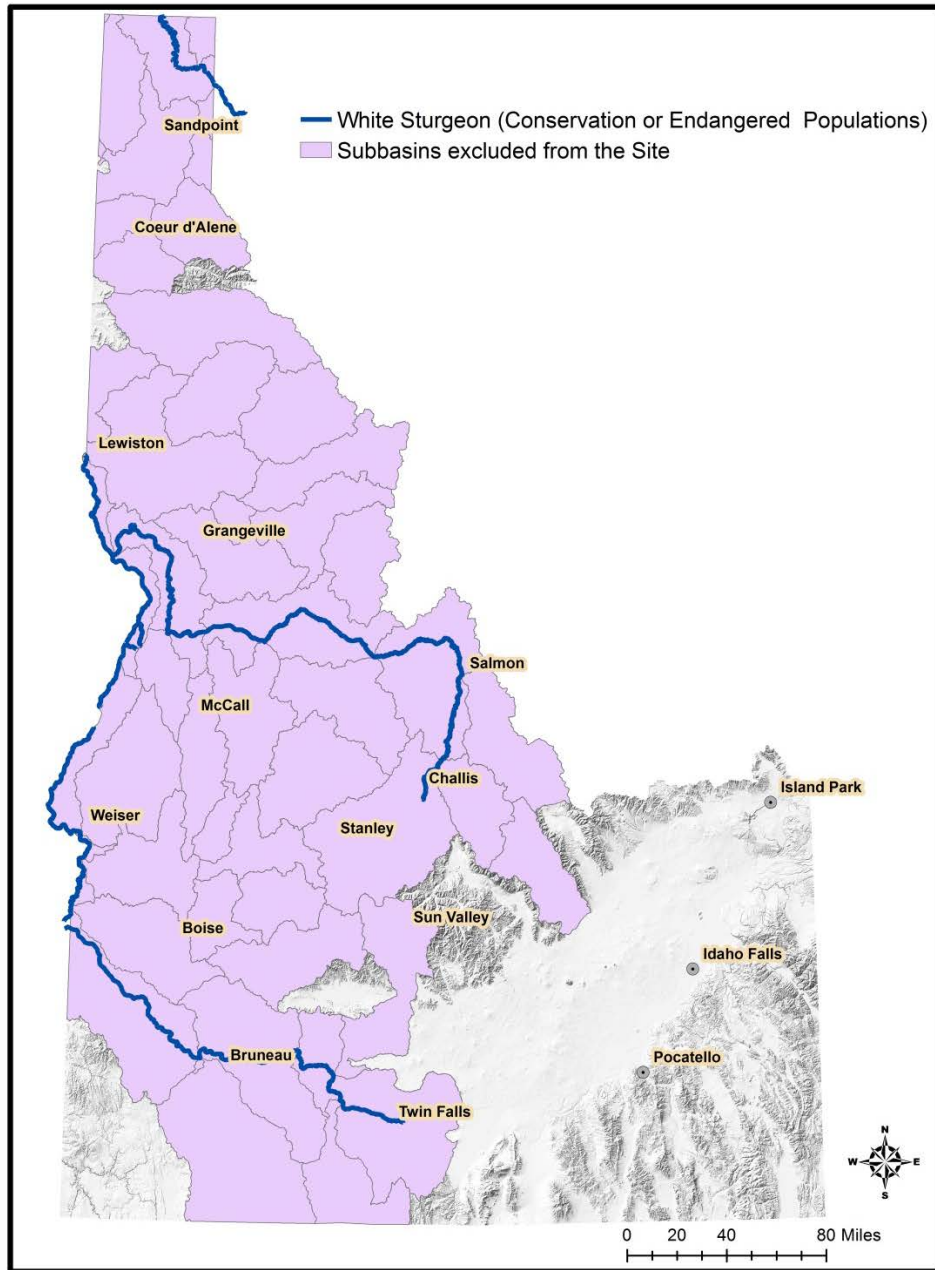 Sandpoint
White Sturgeon (Conservation or Endangered Populations)
Subbasins excluded from the Site
Coeur d'Alene
Lewiston
Grangeville
Salmon
McCall
Challis
Island Park
Weiser
Stanley
Sun Valley
Boise
Idaho Falls
Bruneau
Pocatello
Twin Falls
N
W E
S
0 20 40 80 Miles